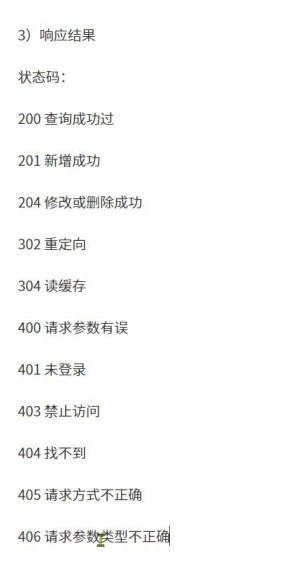 3）响应结果
状态码：
200 查询成功过
201 新增成功
204 修改或删除成功
302 重定向
304 读缓存
400 请求参数有误
401 未登录
403 禁止访问
404 找不到
405 请求方式不正确
406 请求参数类型不正确